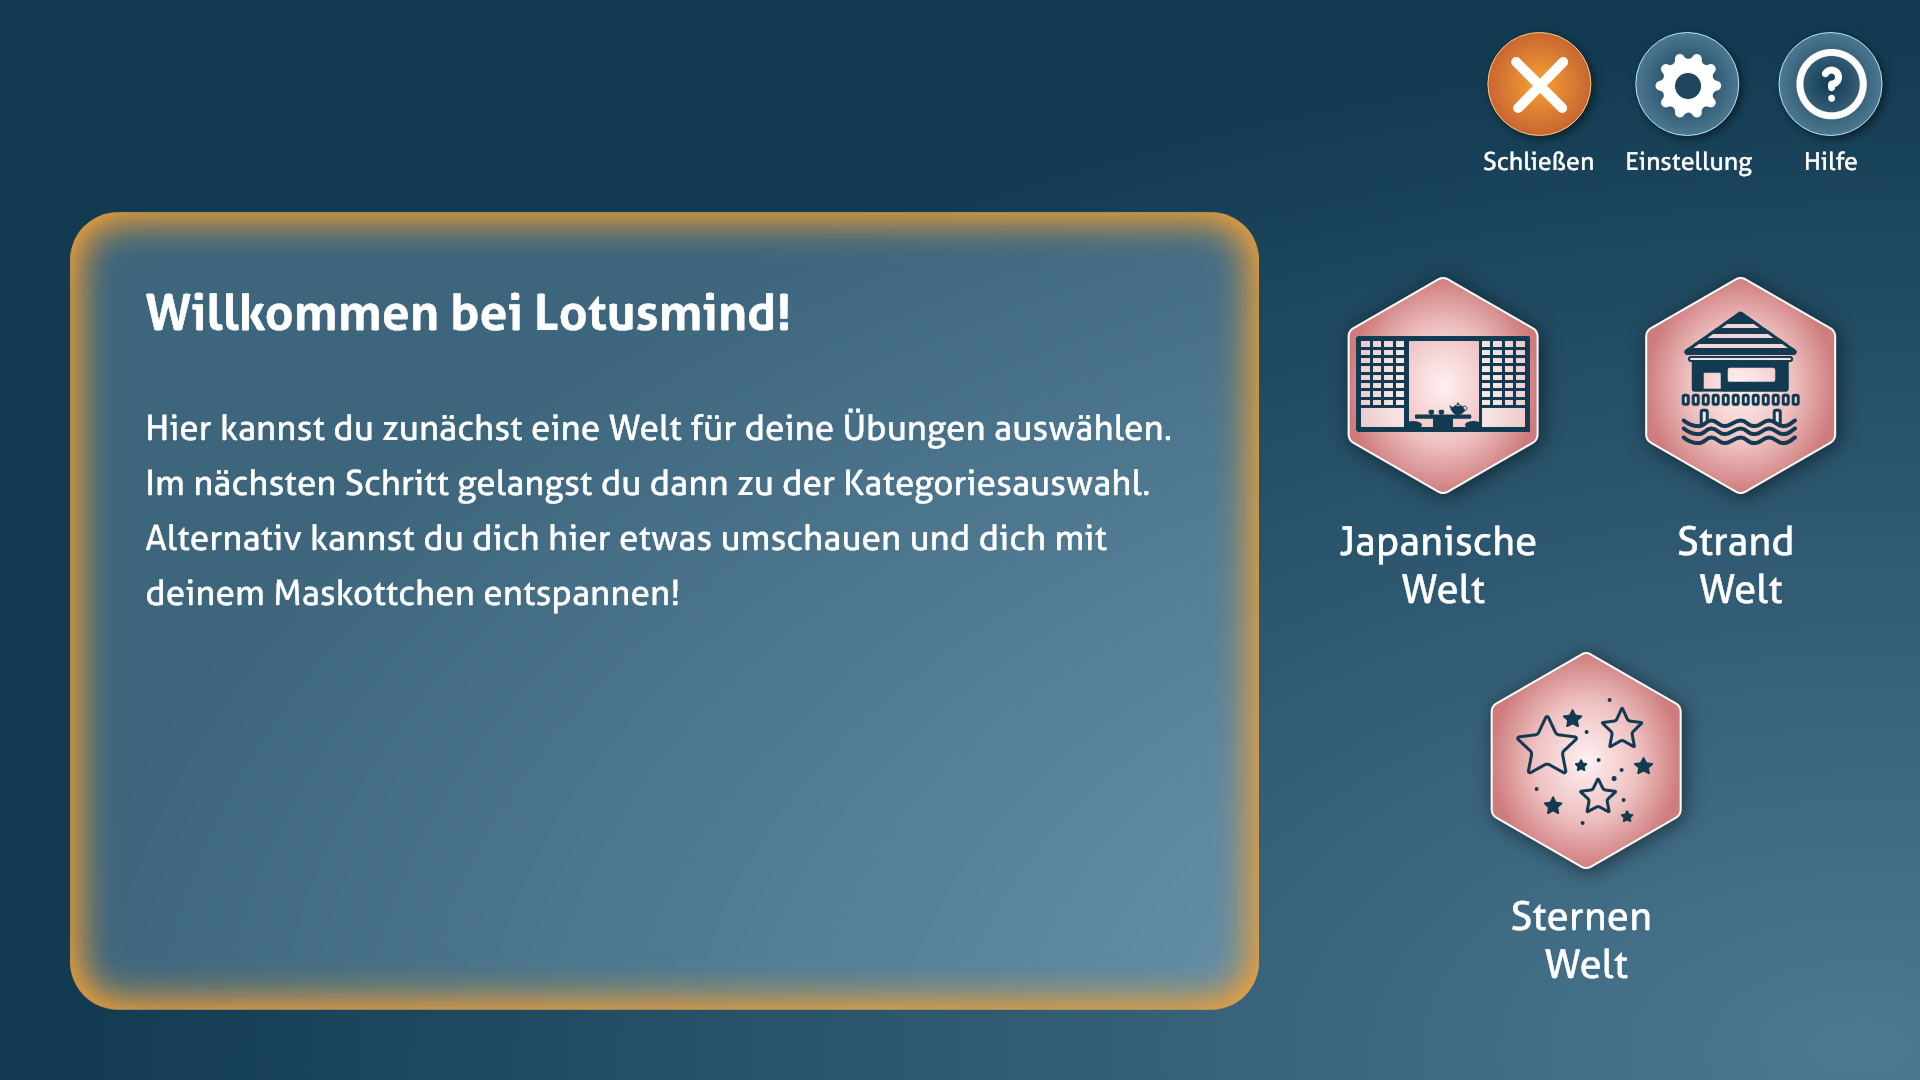 Schließen
Einstellung
Hilfe
Willkommen bei Lotusmind!
Hier kannst du zunächst eine Welt für deine Übungen auswählen.
Im nächsten Schritt gelangst du dann zu der Kategoriesauswahl.
Alternativ kannst du dich hier etwas umschauen und dich mit
deinem Maskottchen entspannen!
Japanische
Welt
Strand
Welt
Sternen
Welt